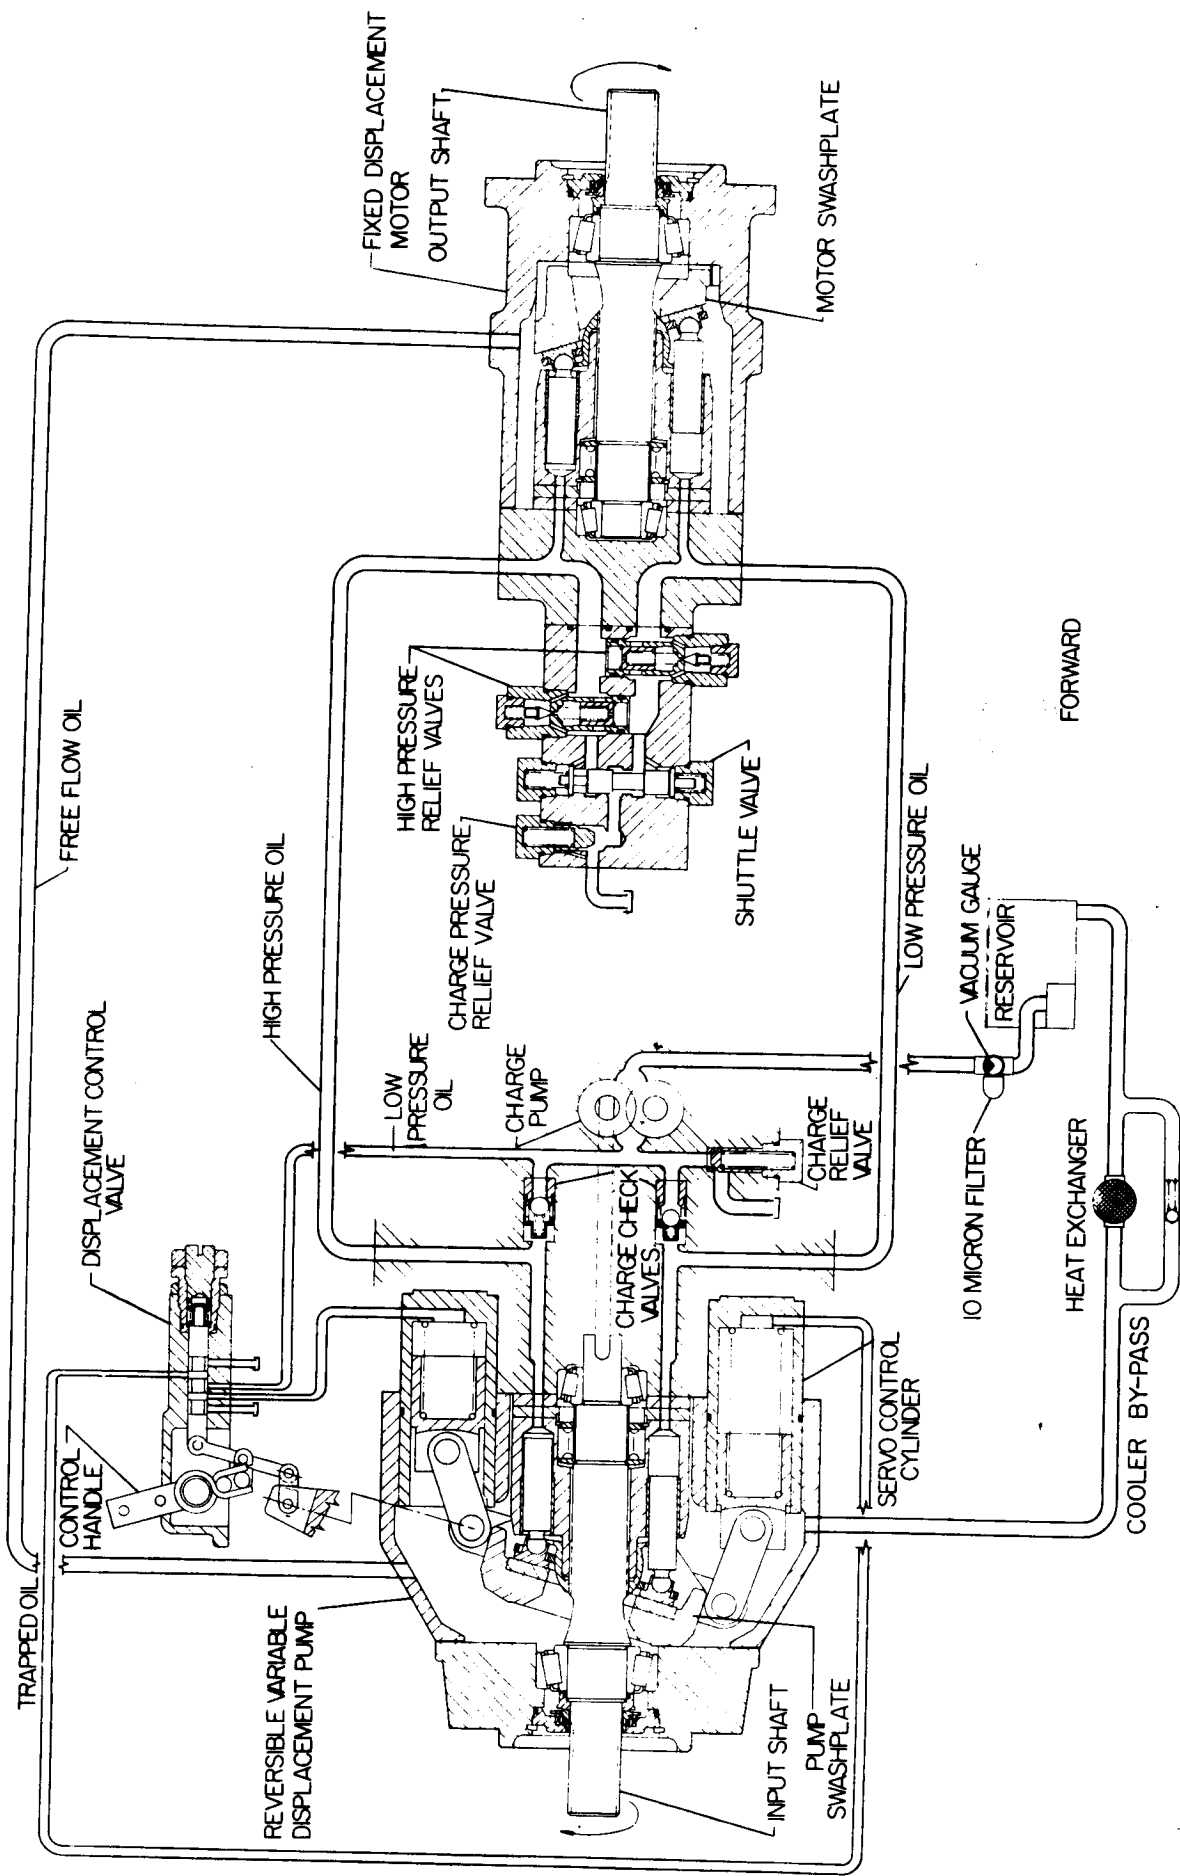 TRAPPED OIL
FREE FLOW OIL
CONTROL
HANDLE
DISPLACEMENT CONTROL
VALVE
REVERSIBLE VARIABLE
DISPLACEMENT PUMP
HIGH PRESSURE OIL
LOW
PRESSURE
OIL
FIXED DISPLACEMENT
MOTOR
OUTPUT SHAFT
HIGH PRESSURE
RELIEF VALVES
CHARGE PRESSURE
RELIEF VALVE
CHARGE
PUMP
CHARGE CHECK
VALVES
SHUTTLE VALVE
MOTOR SWASHPLATE
INPUT SHAFT
PUMP
SWASHPLATE
CHARGE
RELIEF
VALVE
SERVO CONTROL
CYLINDER
LOW PRESSURE OIL
10 MICRON FILTER
VACUUM GAUGE
RESERVOIR
HEAT EXCHANGER
COOLER BY-PASS
FORWARD